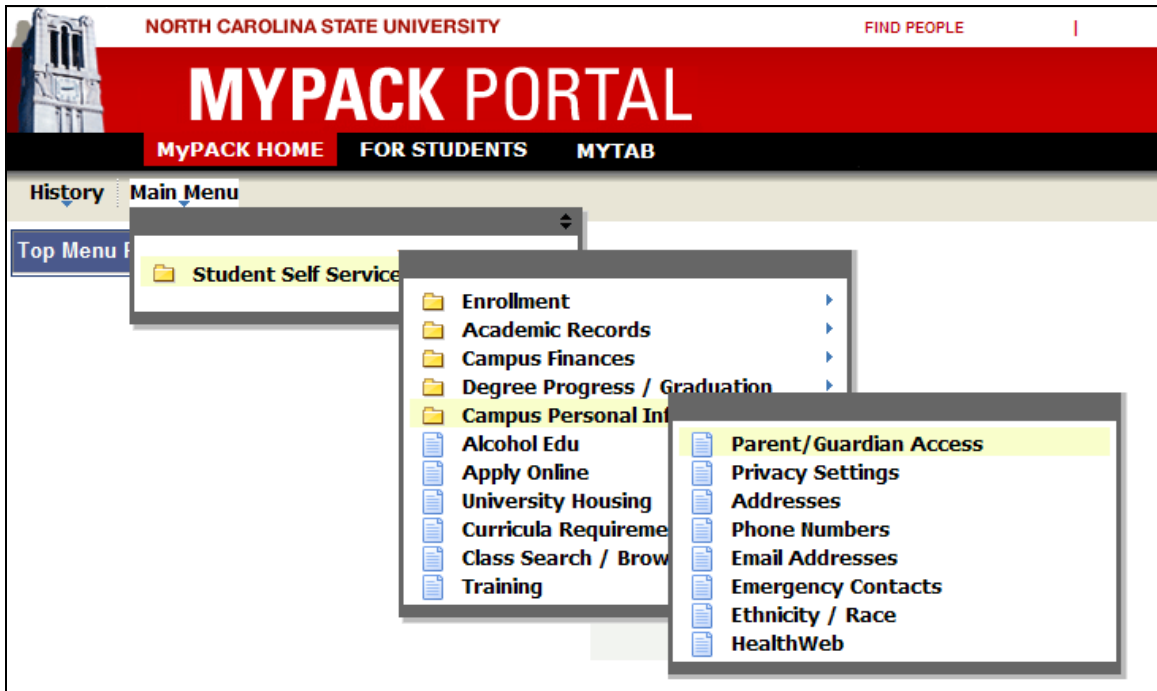 NORTH CAROLINA STATE UNIVERSITY FIND PEOPLE |
MYPACK PORTAL
MyPACK HOME FOR STUDENTS MYTAB
History Main Menu
Top Menu
Student Self Service
Enrollment
Academic Records
Campus Finances
Degree Progress / Graduation
Campus Personal Inf
Alcohol Edu
Apply Online
University Housing
Curricula Requireme
Class Search / Brow
Training
Parent/Guardian Access
Privacy Settings
Addresses
Phone Numbers
Email Addresses
Emergency Contacts
Ethnicity / Race
HealthWeb